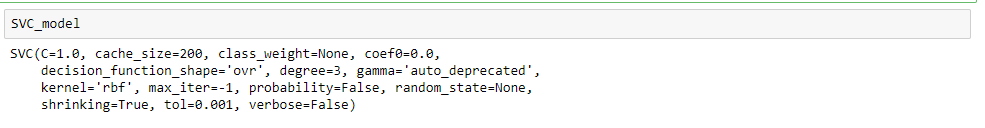 SVC_model
SVC(C=1.0, cache_size=200, class_weight=None, coef0=0.0,
decision_function_shape='ovr', degree=3, gamma='auto_deprecated',
kernel='rbf', max_iter=-1, probability=False, random_state=None,
shrinking=True, tol=0.001, verbose=False)